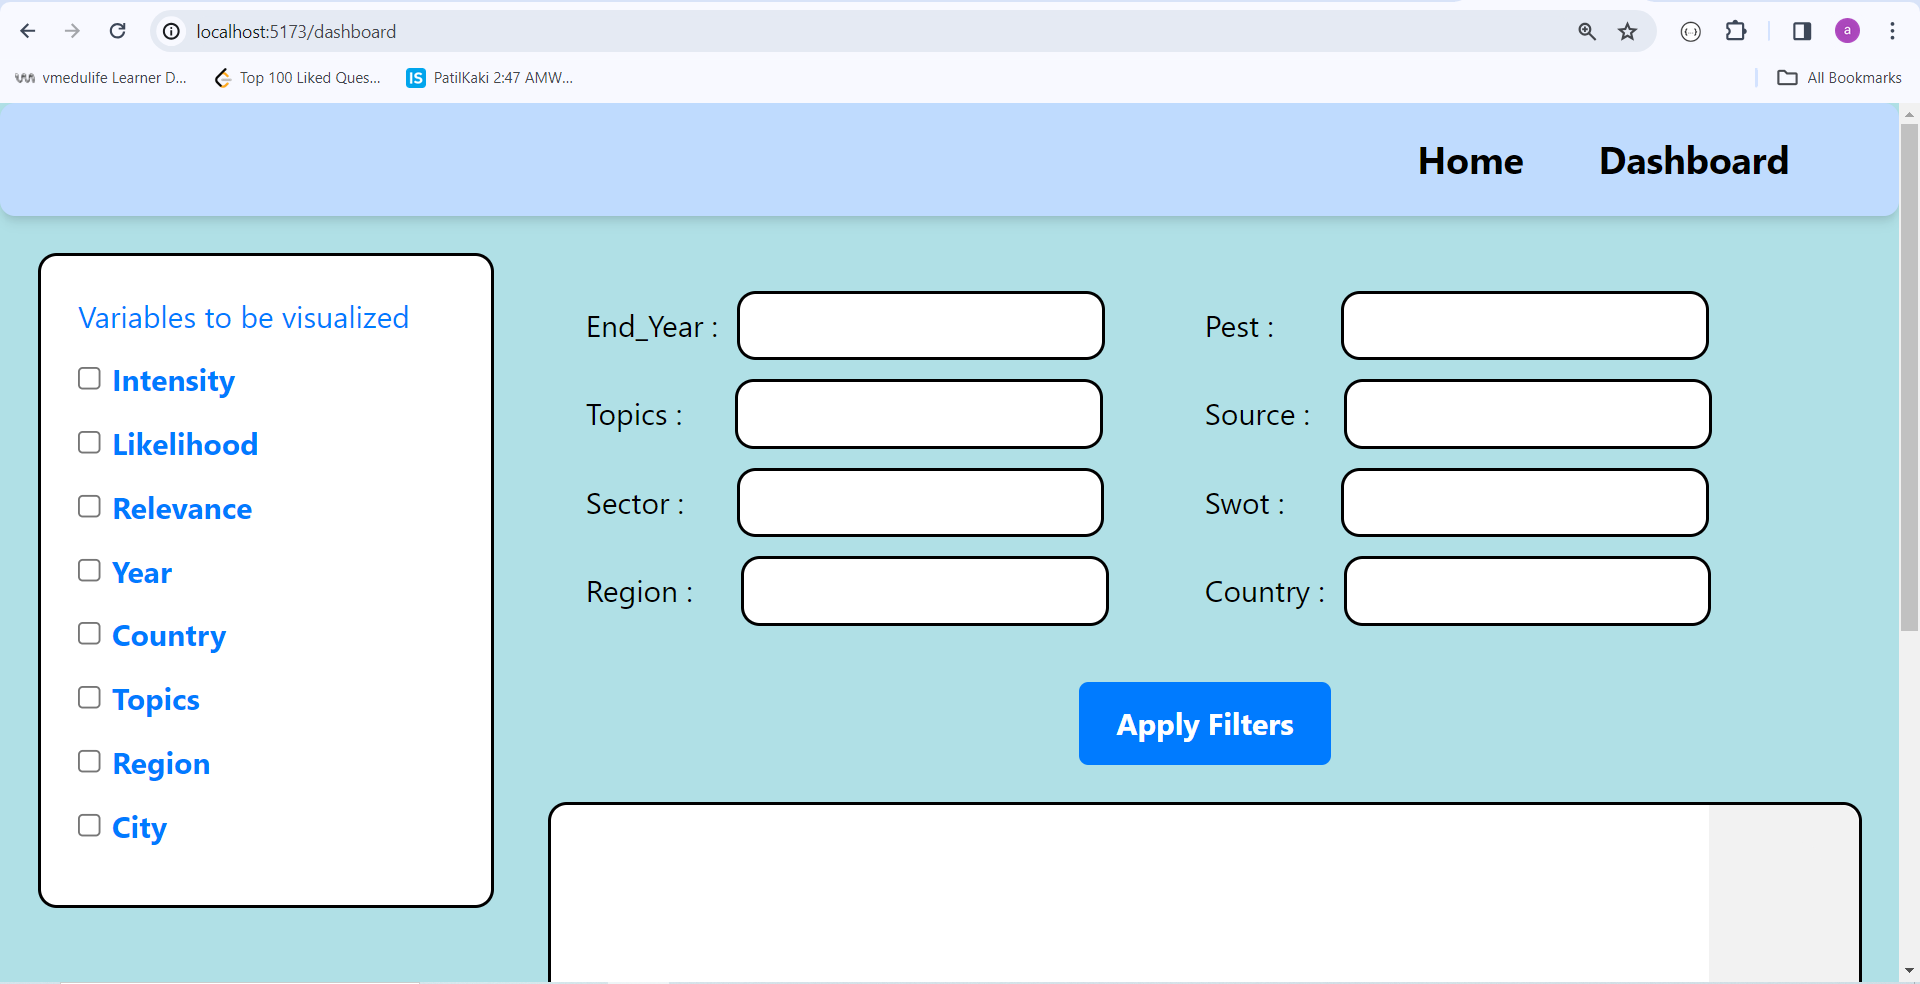 localhost:5173/dashboard
a
vmedulife Learner D... Top 100 Liked Ques... IS PatilKaki 2:47 AMW... All Bookmarks
Home Dashboard
Variables to be visualized
Intensity
Likelihood
Relevance
Year
Country
Topics
Region
City
End_Year : Pest :
Topics : Source :
Sector : Swot :
Region : Country :
Apply Filters